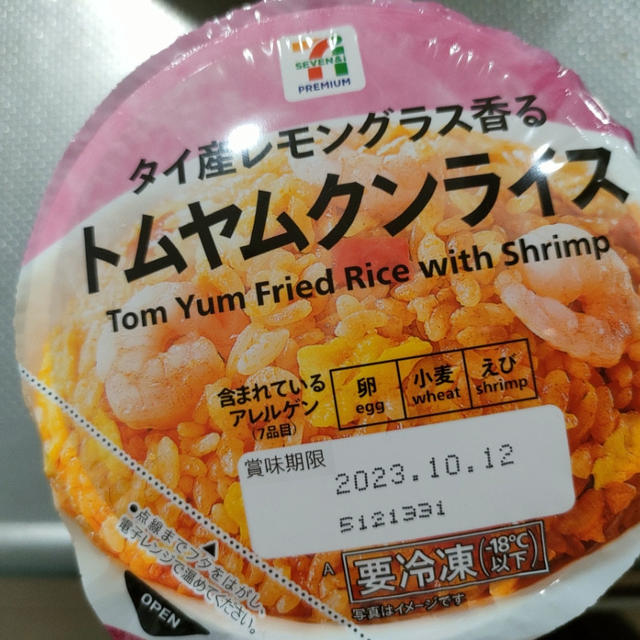 7
SEVEN&i
PREMIUM
タイ産レモングラス香る
トムヤムクンライス
Tom Yum Fried Rice with Shrimp
含まれている
アレルゲン
(7品目)
卵
egg
小麦
wheat
えび
shrimp
賞味期限
2023.10.12
5121331
A
要冷凍(-18℃以下)
写真はイメージです
●点線までフタをはがし、
電子レンジで温めてください。
OPEN